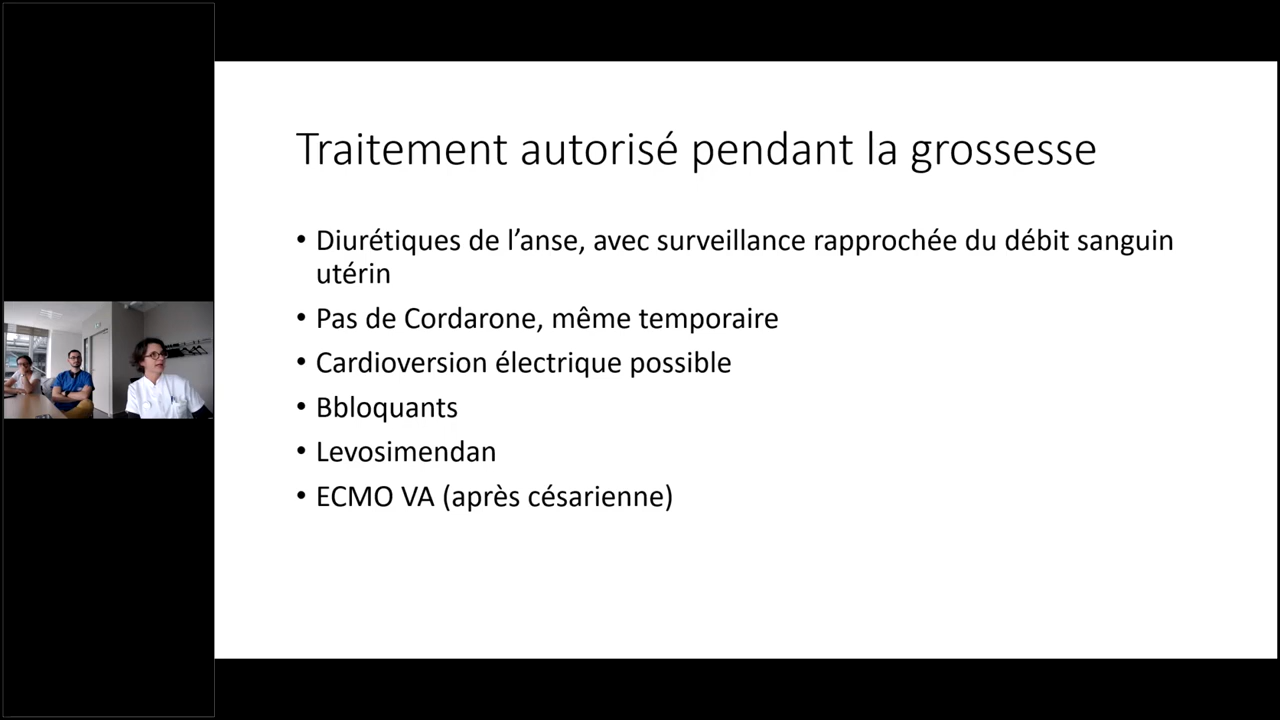 Traitement autorisé pendant la grossesse
• Diurétiques de l’anse, avec surveillance rapprochée du débit sanguin
utérin
• Pas de Cordarone, même temporaire
• Cardioversion électrique possible
• Bbloquants
• Levosimendan
• ECMO VA (après césarienne)